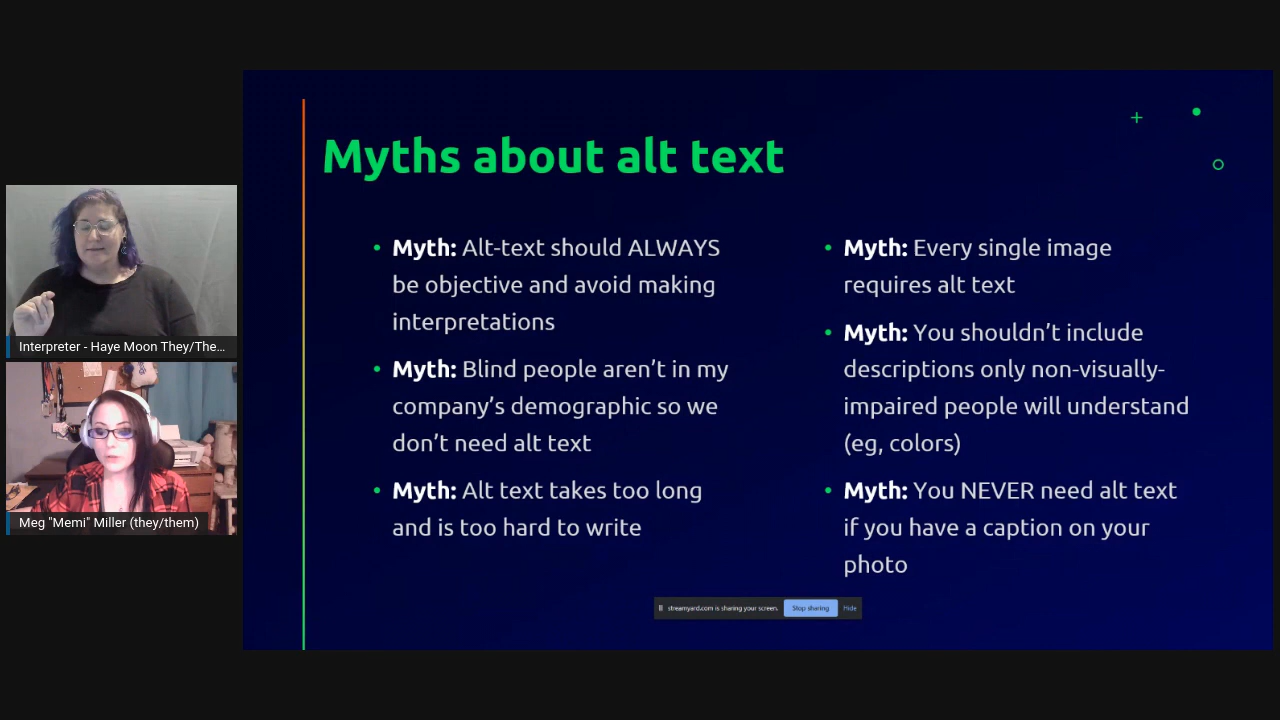 Myths about alt text
Myth: Alt-text should ALWAYS
be objective and avoid making
interpretations
Myth: Blind people aren't in my
company's demographic so we
don't need alt text
Myth: Alt text takes too long
and is too hard to write
Myth: Every single image
requires alt text
Myth: You shouldn't include
descriptions only non-visually-
impaired people will understand
(eg, colors)
Myth: You NEVER need alt text
if you have a caption on your
photo
streamyard.com is sharing your screen. Stop sharing Hide
Interpreter - Haye Moon They/The...
Meg "Memi" Miller (they/them)